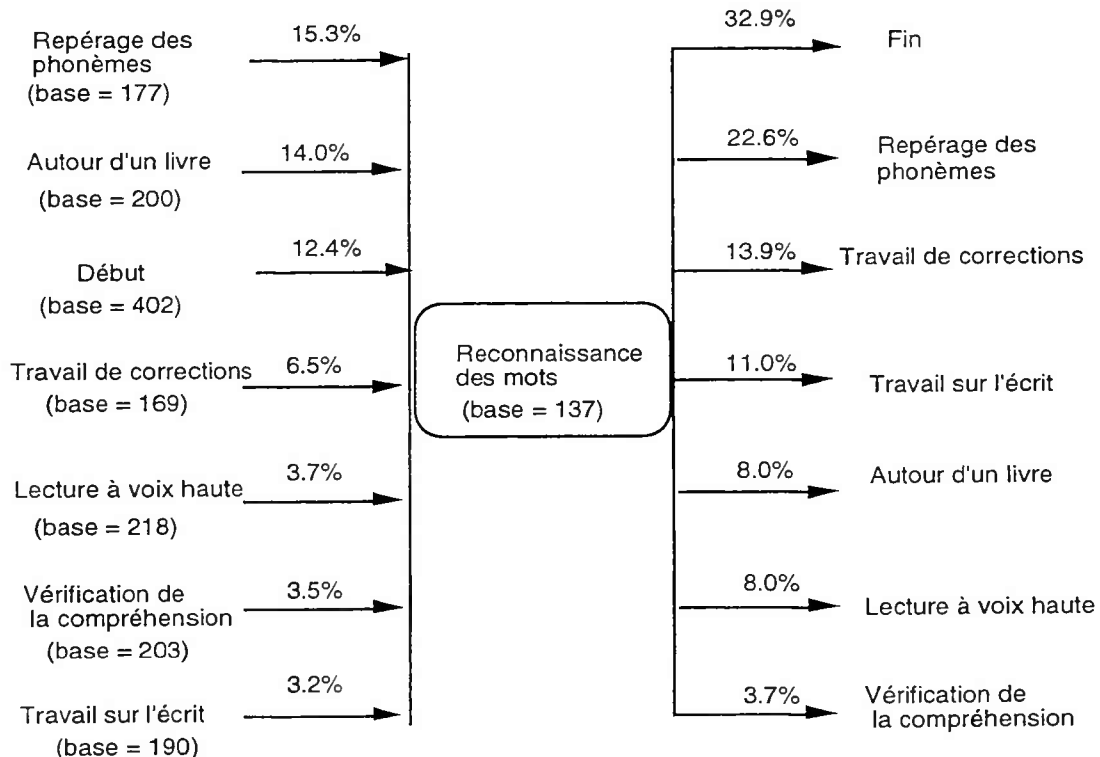 Repérage des
phonèmes
(base = 177)
15.3%
Autour d'un livre
(base = 200)
14.0%
Début
(base = 402)
12.4%
Travail de corrections
(base = 169)
6.5%
Lecture à voix haute
(base = 218)
3.7%
Vérification de
la compréhension
(base = 203)
3.5%
Travail sur l'écrit
(base = 190)
3.2%
Reconnaissance
des mots
(base = 137)
32.9%
Fin
22.6%
Repérage des
phonèmes
13.9%
Travail de corrections
11.0%
Travail sur l'écrit
8.0%
Autour d'un livre
8.0%
Lecture à voix haute
3.7%
Vérification de
la compréhension